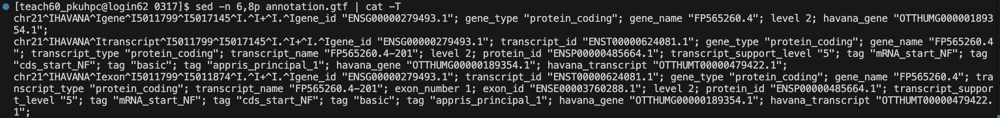 [teach60_pkuhpc@login62 0317]$ sed -n 6,8p annotation.gtf | cat -T
chr21^IHAVANA^Igene^I5011799^I5017145^I.^I+^I.^Igene_id "ENSG00000279493.1"; gene_type "protein_coding"; gene_name "FP565260.4"; level 2; havana_gene "OTTHUMG000001893
54.1";
chr21^IHAVANA^Itranscript^I5011799^I5017145^I.^I+^I.^Igene_id "ENSG00000279493.1"; transcript_id "ENST00000624081.1"; gene_type "protein_coding"; gene_name "FP565260.4
"; transcript_type "protein_coding"; transcript_name "FP565260.4-201"; level 2; protein_id "ENSP00000485664.1"; transcript_support_level "5"; tag "mRNA_start_NF"; tag
"cds_start_NF"; tag "basic"; tag "appris_principal_1"; havana_gene "OTTHUMG00000189354.1"; havana_transcript "OTTHUMT00000479422.1";
chr21^IHAVANA^Iexon^I5011799^I5011874^I.^I+^I.^Igene_id "ENSG00000279493.1"; transcript_id "ENST00000624081.1"; gene_type "protein_coding"; gene_name "FP565260.4"; tra
nscript_type "protein_coding"; transcript_name "FP565260.4-201"; exon_number 1; exon_id "ENSE00003760288.1"; level 2; protein_id "ENSP00000485664.1"; transcript_suppor
t_level "5"; tag "mRNA_start_NF"; tag "cds_start_NF"; tag "basic"; tag "appris_principal_1"; havana_gene "OTTHUMG00000189354.1"; havana_transcript "OTTHUMT00000479422.
1";